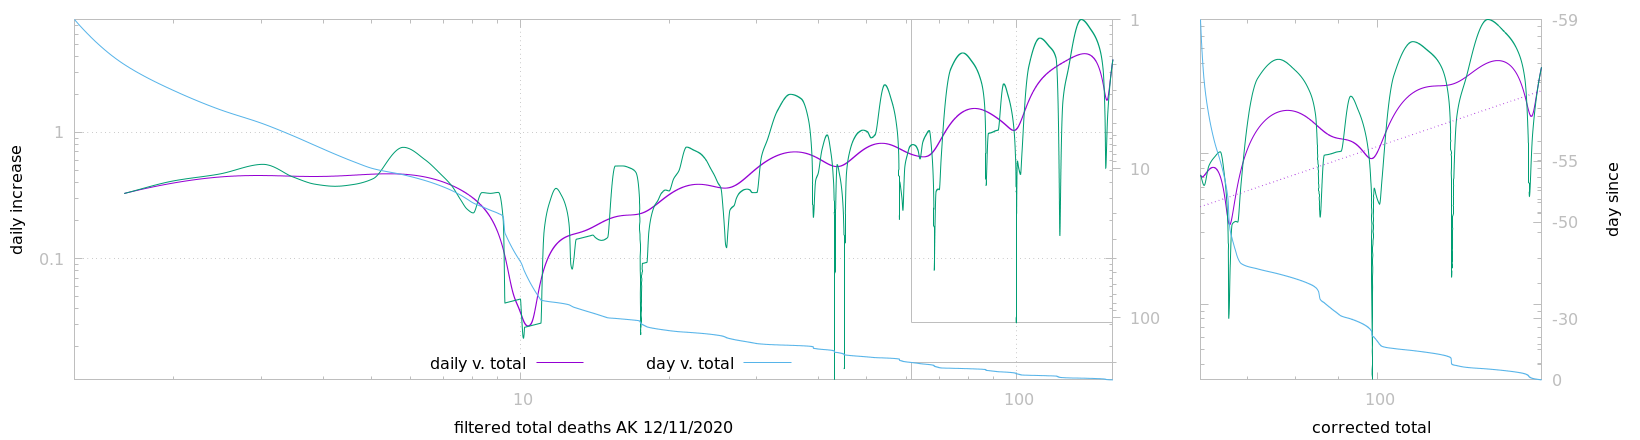 1
-59
1
10
-55
daily increase
day since
-50
0.1
100
-30
daily v. total
day v. total
0
10
100
100
filtered total deaths AK 12/11/2020
corrected total